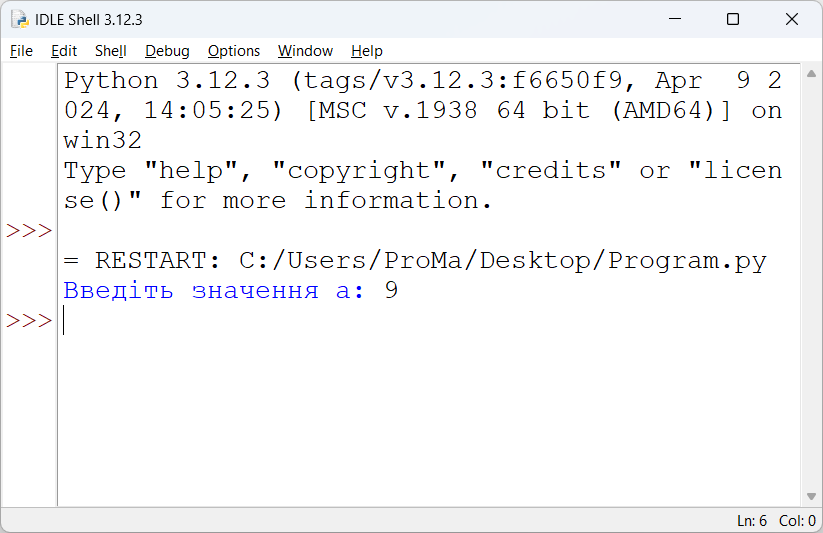 IDLE Shell 3.12.3
File Edit Shell Debug Options Window Help
Python 3.12.3 (tags/v3.12.3:f6650f9, Apr  9 2
024, 14:05:25) [MSC v.1938 64 bit (AMD64)] on
win32
Type "help", "copyright", "credits" or "licen
se()" for more information.
>>>
= RESTART: C:/Users/ProMa/Desktop/Program.py
Введіть значення a: 9
>>>
Ln: 6 Col: 0